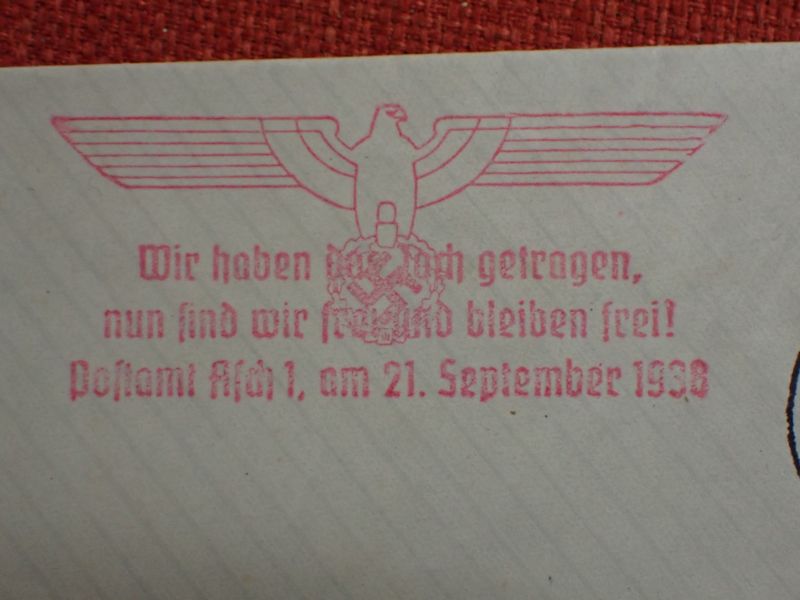 Wir haben das Joch getragen,
nun sind wir frei und bleiben frei!
Postamt Asch 1, am 21. September 1938